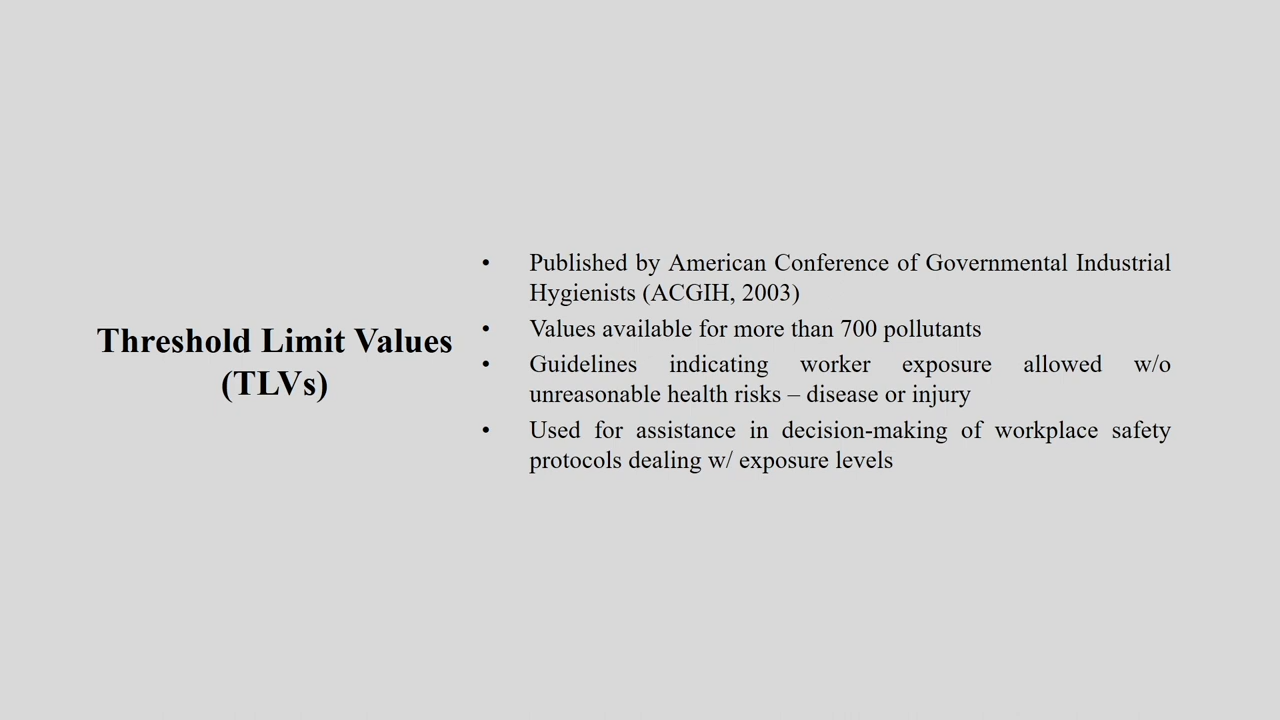 Threshold Limit Values
(TLVs)
• Published by American Conference of Governmental Industrial
Hygienists (ACGIH, 2003)
• Values available for more than 700 pollutants
• Guidelines indicating worker exposure allowed w/o
unreasonable health risks – disease or injury
• Used for assistance in decision-making of workplace safety
protocols dealing w/ exposure levels